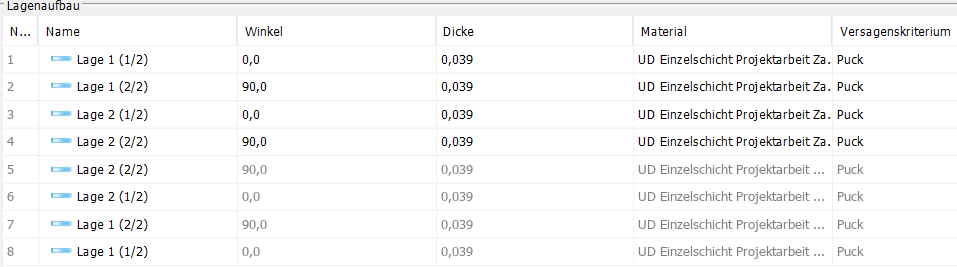 Lagenaufbau
N... Name Winkel Dicke Material Versagenskriterium
1 Lage 1 (1/2) 0,0 0,039 UD Einzelschicht Projektarbeit Za. Puck
2 Lage 1 (2/2) 90,0 0,039 UD Einzelschicht Projektarbeit Za. Puck
3 Lage 2 (1/2) 0,0 0,039 UD Einzelschicht Projektarbeit Za. Puck
4 Lage 2 (2/2) 90,0 0,039 UD Einzelschicht Projektarbeit Za. Puck
5 Lage 2 (2/2) 90,0 0,039 UD Einzelschicht Projektarbeit ... Puck
6 Lage 2 (1/2) 0,0 0,039 UD Einzelschicht Projektarbeit ... Puck
7 Lage 1 (2/2) 90,0 0,039 UD Einzelschicht Projektarbeit ... Puck
8 Lage 1 (1/2) 0,0 0,039 UD Einzelschicht Projektarbeit ... Puck